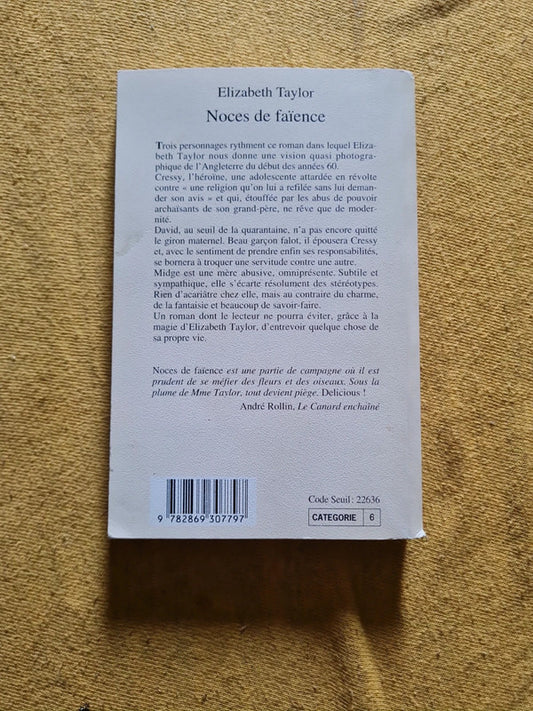 Elizabeth Taylor
Noces de faïence
Trois personnages rythment ce roman dans lequel Eliza-
beth Taylor nous donne une vision quasi photogra-
phique de l'Angleterre du début des années 60.
Cressy, l'héroïne, une adolescente attardée en révolte
contre « une religion qu'on lui a refilée sans lui deman-
der son avis » et qui, étouffée par les abus de pouvoir
archaïsants de son grand-père, ne rêve que de moder-
nité.
David, au seuil de la quarantaine, n'a pas encore quitté
le giron maternel. Beau garçon falot, il épousera Cressy
et, avec le sentiment de prendre enfin ses responsabilités,
se bornera à troquer une servitude contre une autre.
Midge est une mère abusive, omniprésente. Subtile et
sympathique, elle s'écarte résolument des stéréotypes.
Rien d'acariâtre chez elle, mais au contraire du charme,
de la fantaisie et beaucoup de savoir-faire.
Un roman dont le lecteur ne pourra éviter, grâce à la
magie d'Elizabeth Taylor, d'entrevoir quelque chose de
sa propre vie.
Noces de faïence est une partie de campagne où il est
prudent de se méfier des fleurs et des oiseaux. Sous la
plume de Mme Taylor, tout devient piège. Delicious !
André Rollin, Le Canard enchaîné
Code Seuil : 22636
CATEGORIE 6
9 782869 307797